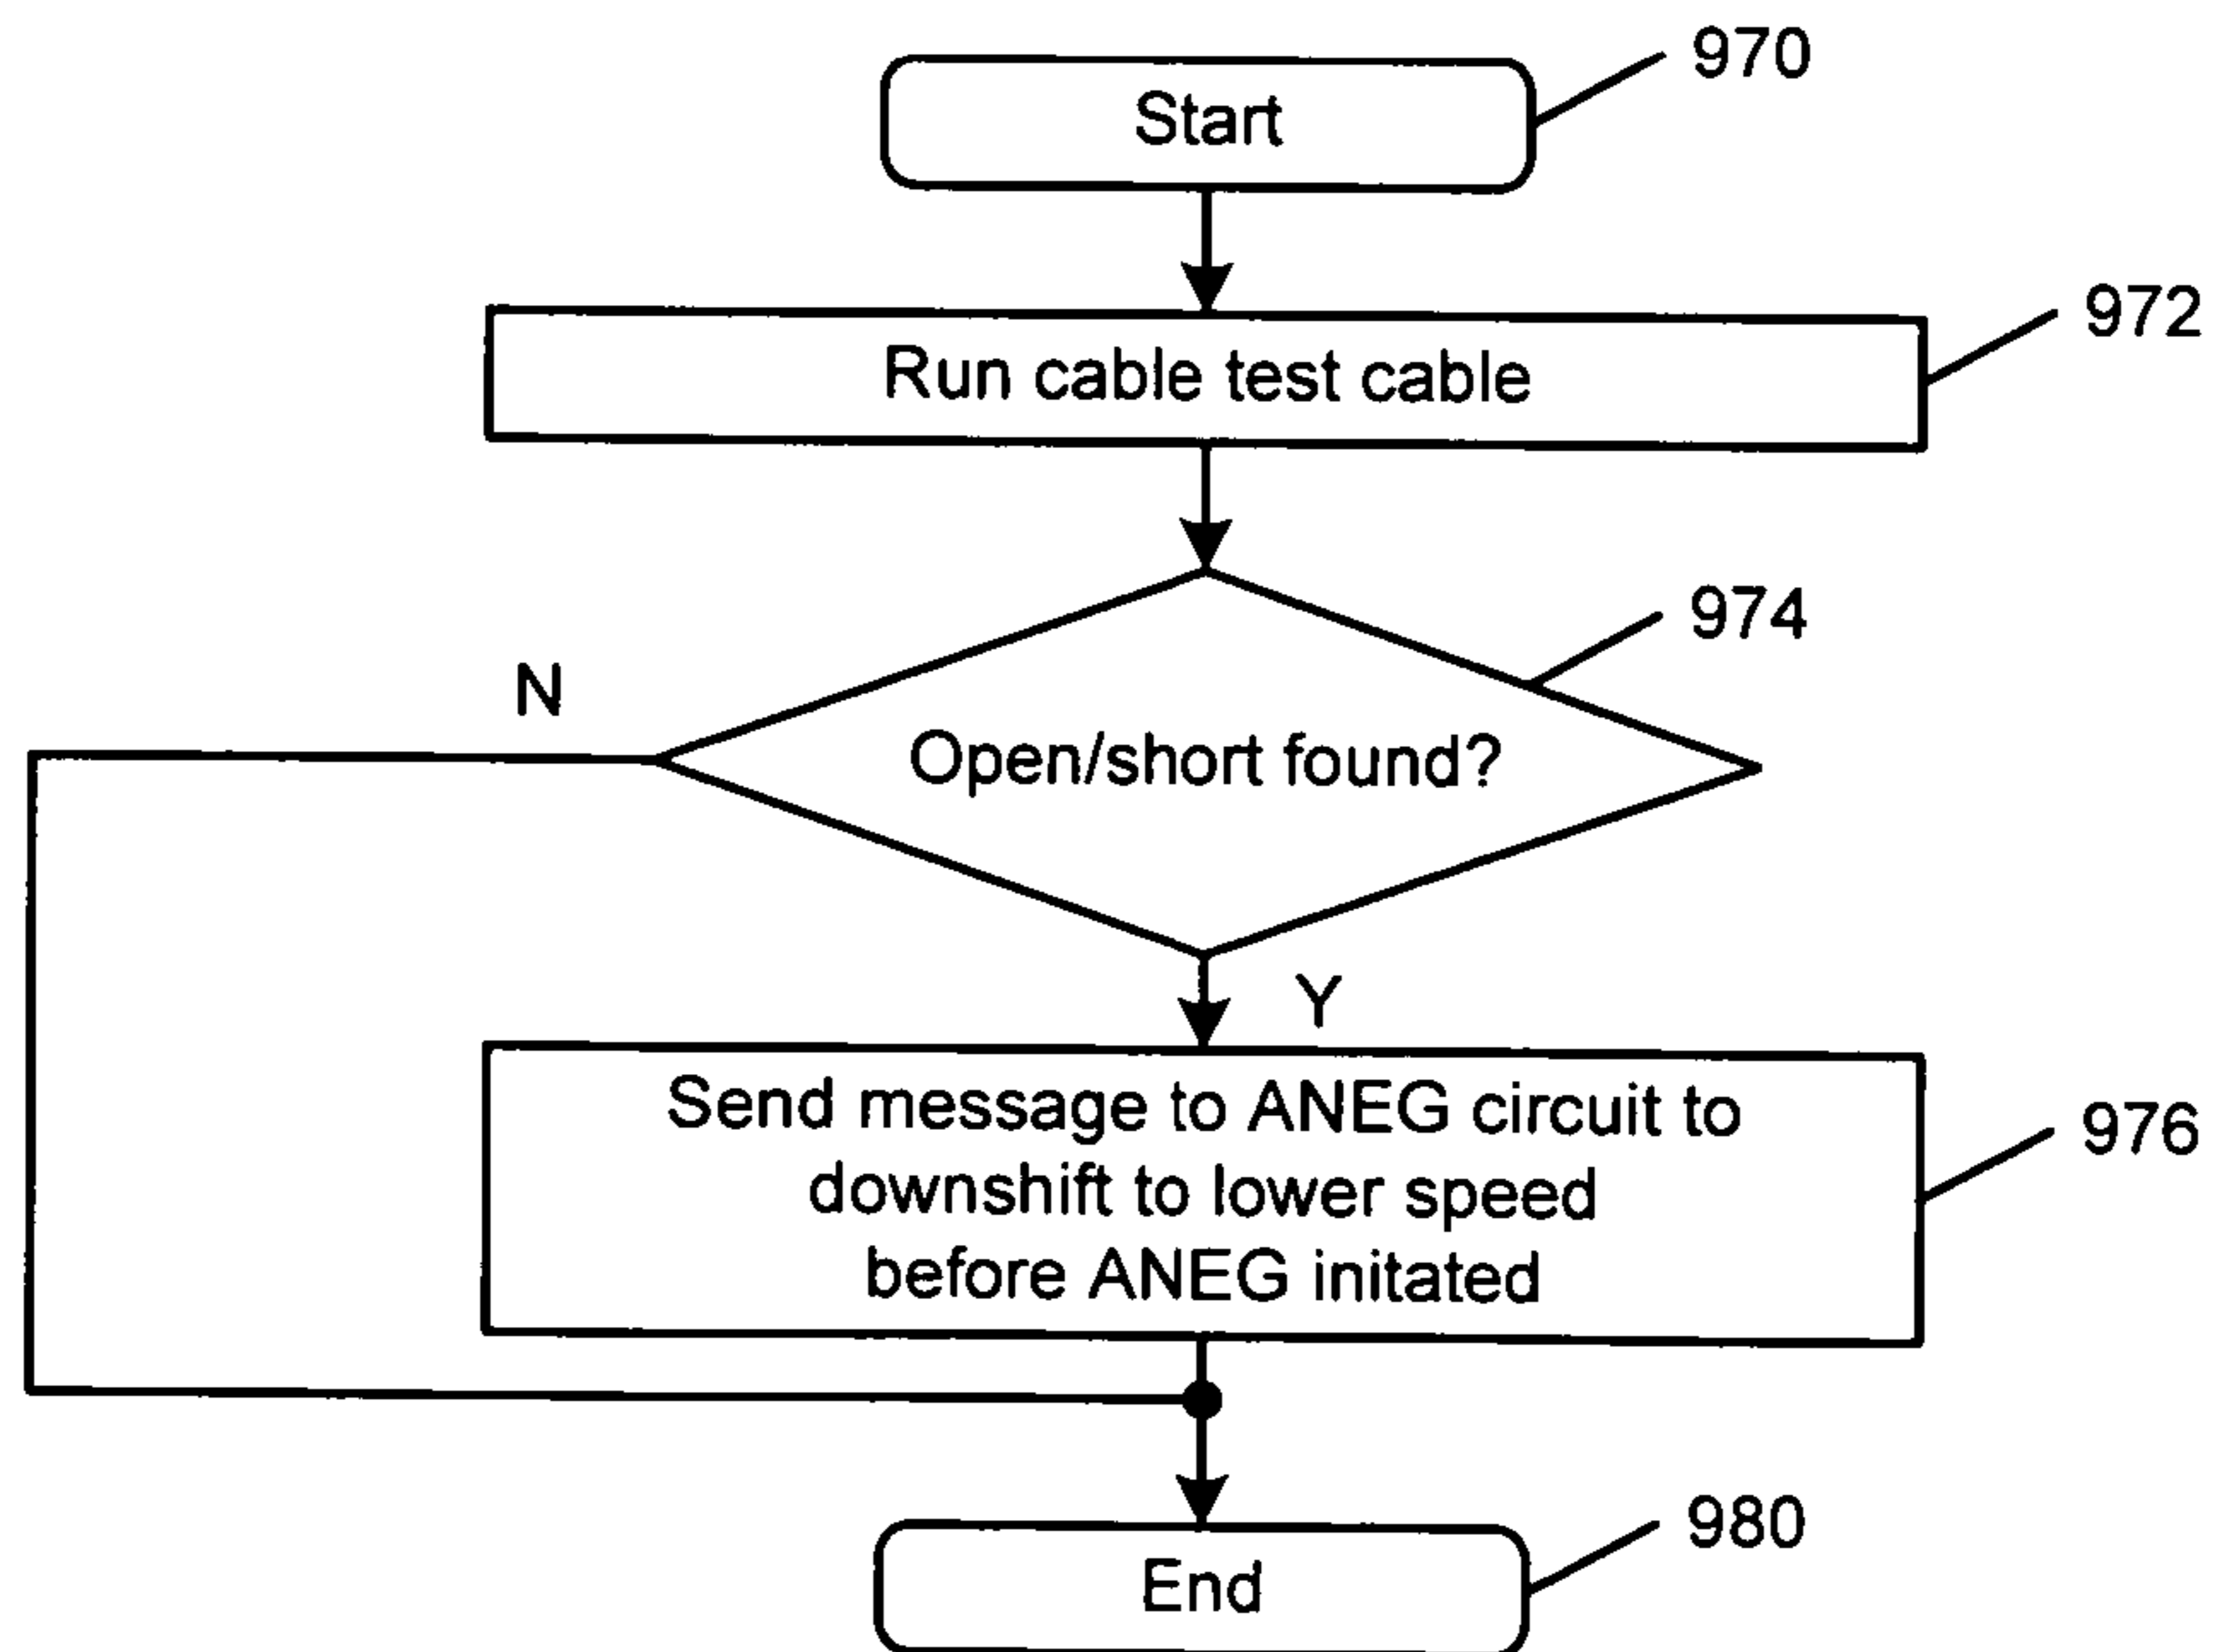 970
Start
972
Run cable test cable
974
N
Open/short found?
Y
Send message to ANEG circuit to
downshift to lower speed
before ANEG initated
976
980
End